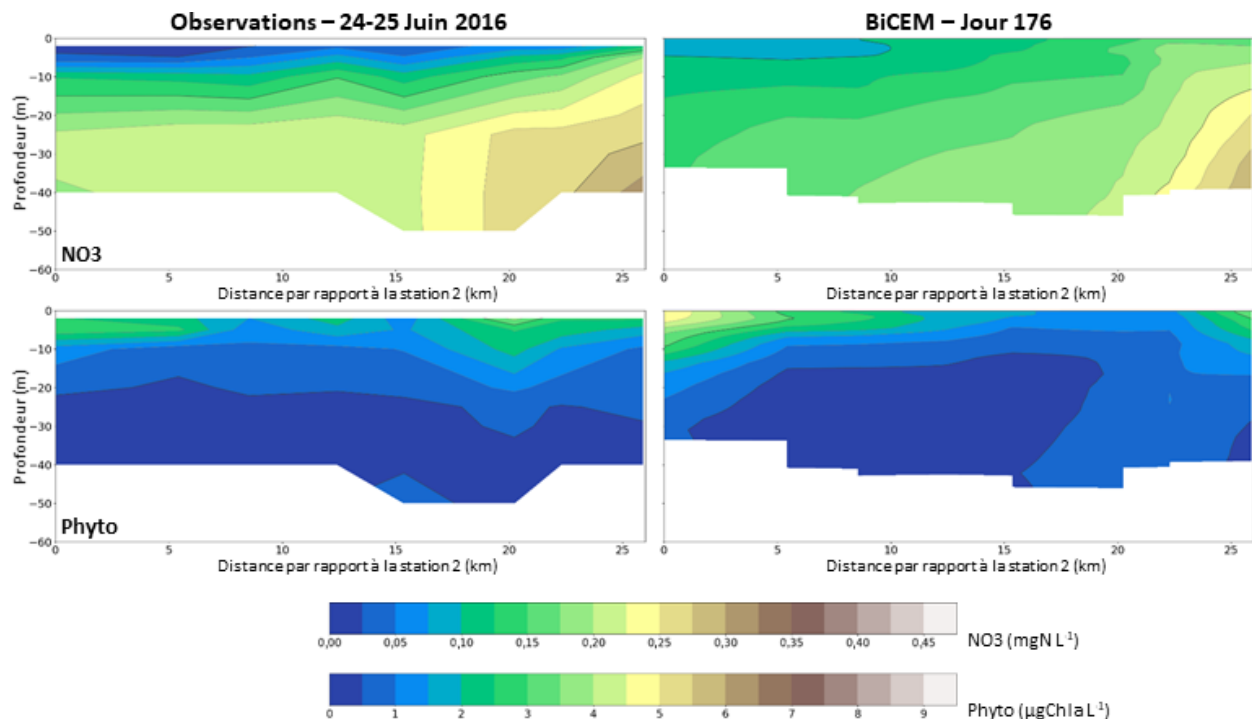 Observations – 24-25 Juin 2016
BiCEM – Jour 176
0
−10
−20
−30
−40
−50
−60
Profondeur (m)
NO3
0 5 10 15 20 25
Distance par rapport à la station 2 (km)
0 5 10 15 20 25
Distance par rapport à la station 2 (km)
0
−10
−20
−30
−40
−50
−60
Profondeur (m)
Phyto
0 5 10 15 20 25
Distance par rapport à la station 2 (km)
0 5 10 15 20 25
Distance par rapport à la station 2 (km)
0,00 0,05 0,10 0,15 0,20 0,25 0,30 0,35 0,40 0,45
NO3 (mgN L-1)
0 1 2 3 4 5 6 7 8 9
Phyto (µgChla L-1)